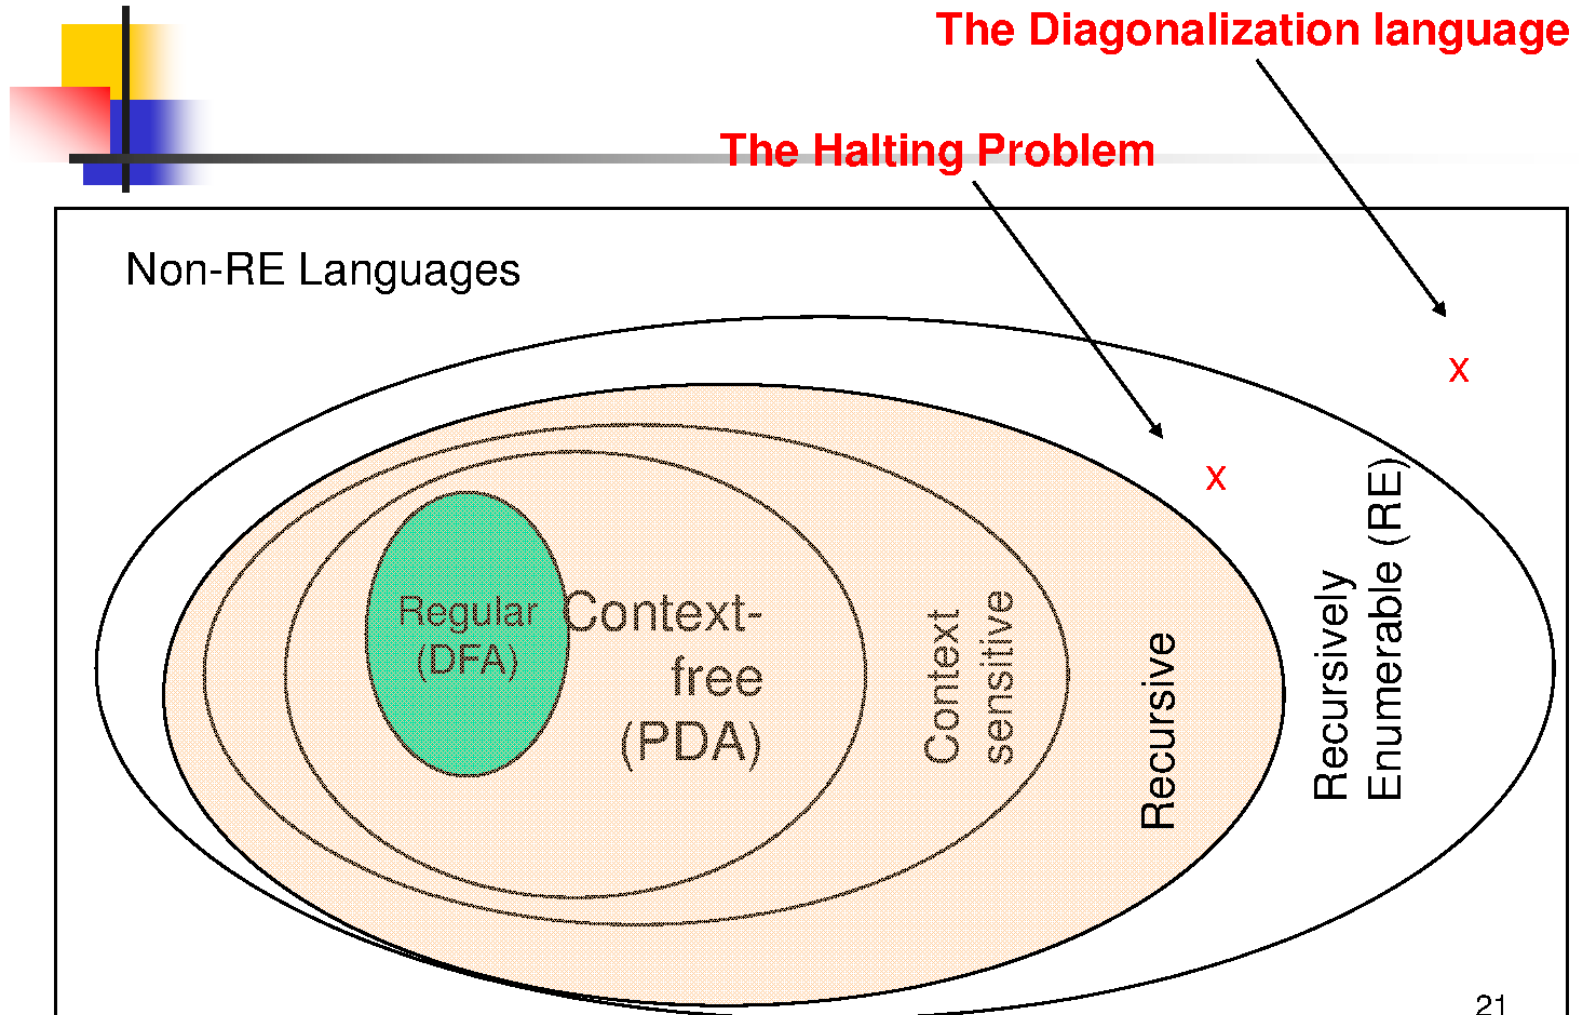 The Diagonalization language
The Halting Problem
Non-RE Languages
Regular
(DFA)
Context-
free
(PDA)
Context
sensitive
Recursive
Recursively
Enumerable (RE)
x
x
21